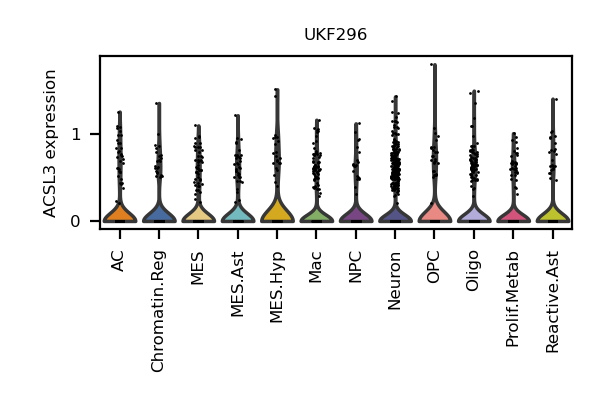 UKF296
ACSL3 expression
1
0
AC
Chromatin.Reg
MES
MES.Ast
MES.Hyp
Mac
NPC
Neuron
OPC
Oligo
Prolif.Metab
Reactive.Ast